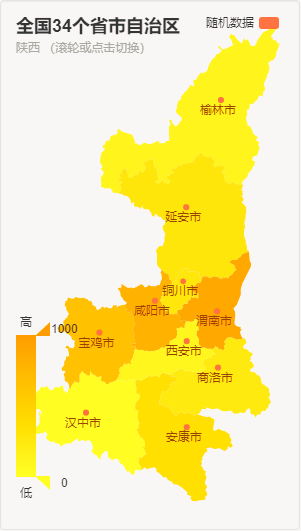 全国34个省市自治区
随机数据
陕西 (滚轮或点击切换)
榆林市
延安市
铜川市
咸阳市
渭南市
高
1000
宝鸡市
西安市
商洛市
汉中市
安康市
0
低